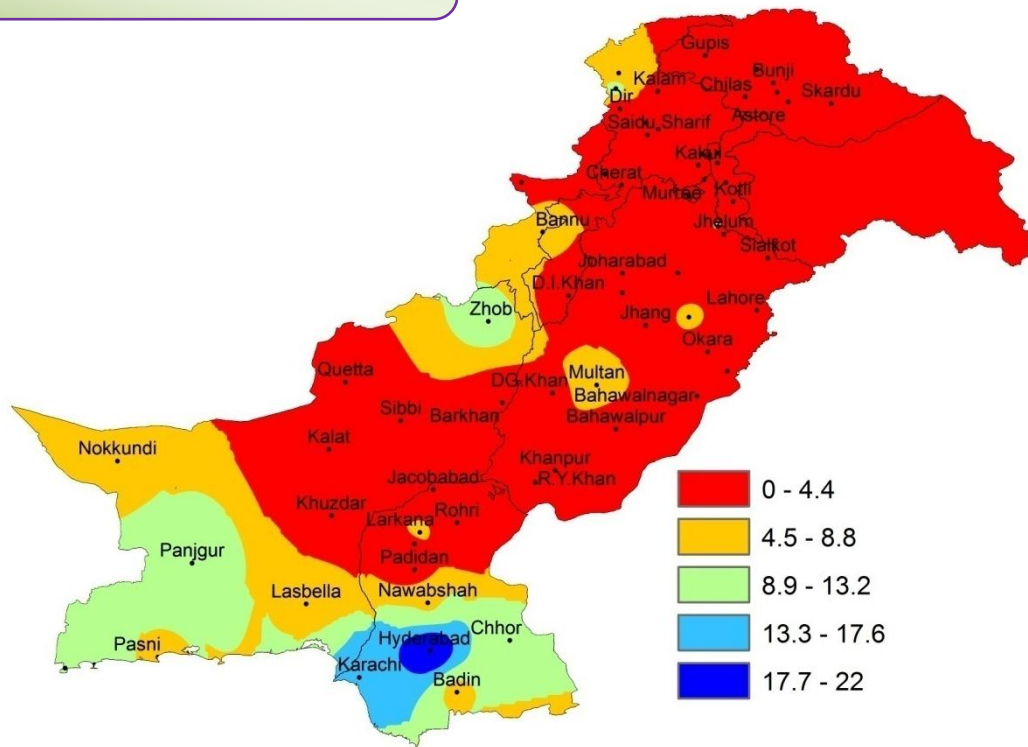 Gupis
Bunji
Kalam
Chilas
Skardu
Dir
Astore
Saidu Sharif
Kakul
Cherat
Murree
Kotli
Bannu
Jhelum
Sialkot
Joharabad
D.I.Khan
Lahore
Zhob
Jhang
Okara
Quetta
Multan
DG.Khan
Bahawalnagar
Sibbi
Barkhan
Bahawalpur
Kalat
Nokkundi
Khanpur
Jacobabad
R.Y.Khan
Khuzdar
Rohri
Larkana
Panjgur
Padidan
Lasbella
Nawabshah
Chhor
Pasni
Hyderabad
Karachi
Badin
0 - 4.4
4.5 - 8.8
8.9 - 13.2
13.3 - 17.6
17.7 - 22